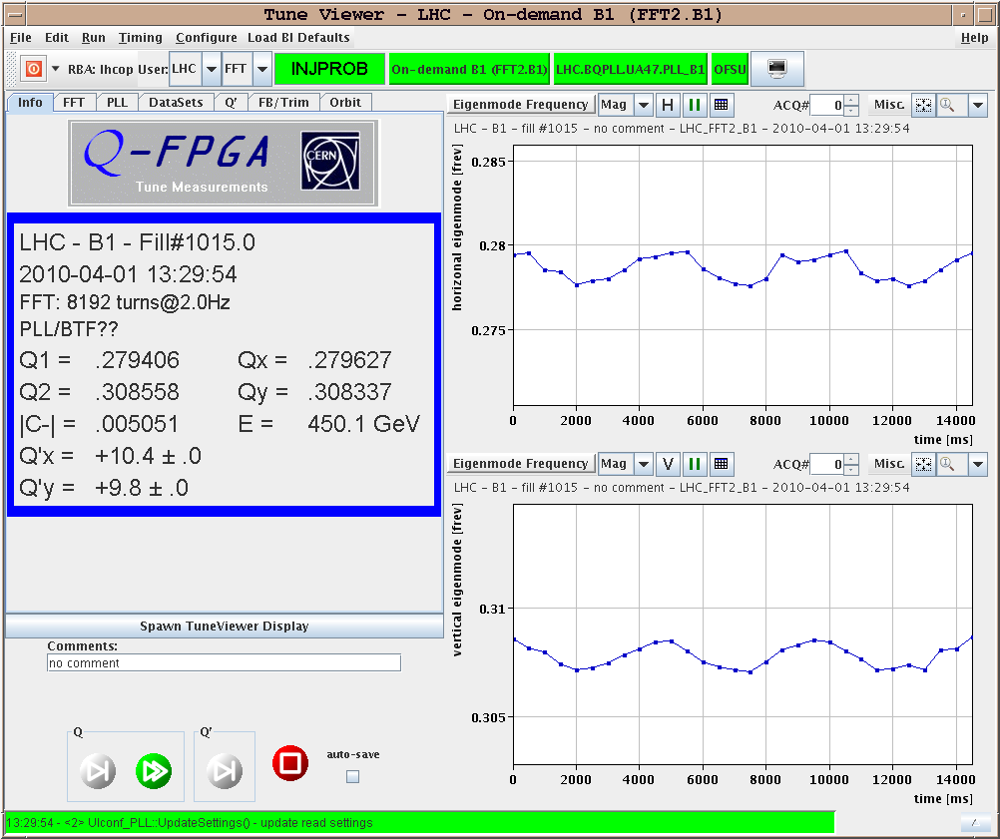 Tune Viewer - LHC - On-demand B1 (FFT2.B1)
File Edit Run Timing Configure Load BI Defaults Help
RBA: lhcop User: LHC FFT INJPROB On-demand B1 (FFT2.B1) LHC.BQPLL.UA47.PLL_B1 OFSU
Info FFT PLL DataSets Q' FB/Trim Orbit
Q-FPGA
Tune Measurements
CERN
LHC - B1 - Fill#1015.0
2010-04-01 13:29:54
FFT: 8192 turns@2.0Hz
PLL/BTF??
Q1 = .279406 Qx = .279627
Q2 = .308558 Qy = .308337
|C-| = .005051 E = 450.1 GeV
Q'x = +10.4 ± .0
Q'y = +9.8 ± .0
Spawn TuneViewer Display
Comments:
no comment
Q
Q'
auto-save
Eigenmode Frequency Mag H ACQ# 0 Misc.
LHC - B1 - fill #1015 - no comment - LHC_FFT2_B1 - 2010-04-01 13:29:54
horizonal eigenmode [frev]
0.285
0.28
0.275
0 2000 4000 6000 8000 10000 12000 14000
time [ms]
Eigenmode Frequency Mag V ACQ# 0 Misc.
LHC - B1 - fill #1015 - no comment - LHC_FFT2_B1 - 2010-04-01 13:29:54
vertical eigenmode [frev]
0.31
0.305
0 2000 4000 6000 8000 10000 12000 14000
time [ms]
13:29:54 - <2> UIconf_PLL::UpdateSettings() - update read settings